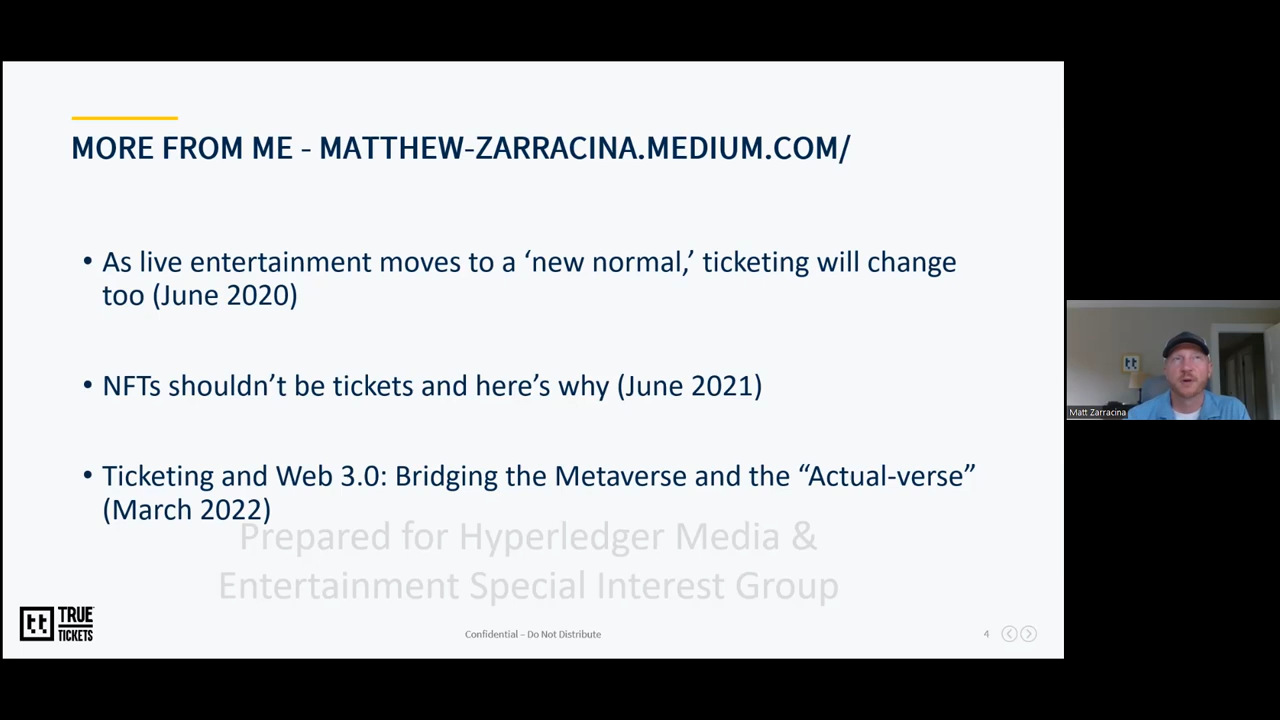 MORE FROM ME - MATTHEW-ZARRACINA.MEDIUM.COM/
• As live entertainment moves to a ‘new normal,’ ticketing will change
too (June 2020)
• NFTs shouldn’t be tickets and here’s why (June 2021)
• Ticketing and Web 3.0: Bridging the Metaverse and the “Actual-verse”
(March 2022)
Prepared for Hyperledger Media &
Entertainment Special Interest Group
tt TRUE
TICKETS
Confidential – Do Not Distribute
4
tt
Matt Zarracina